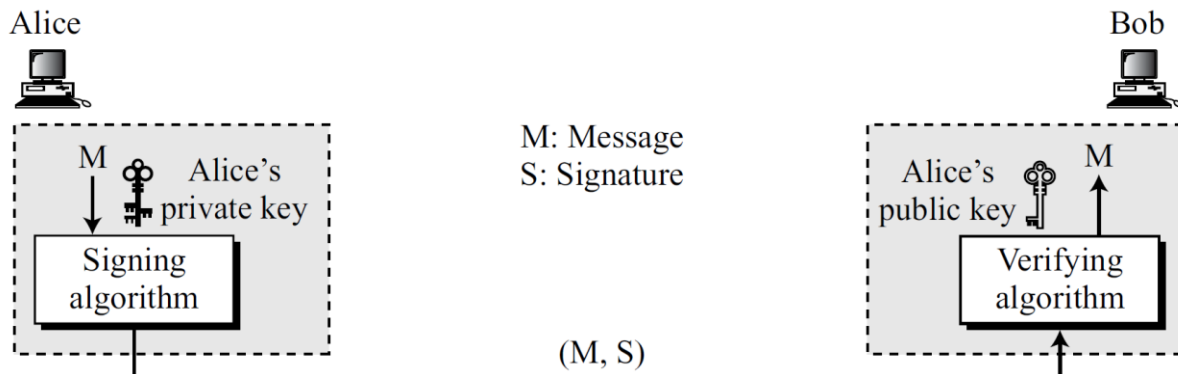 Alice
Bob
M
Alice’s
private key
Signing
algorithm
M: Message
S: Signature
(M, S)
Alice’s
public key
M
Verifying
algorithm